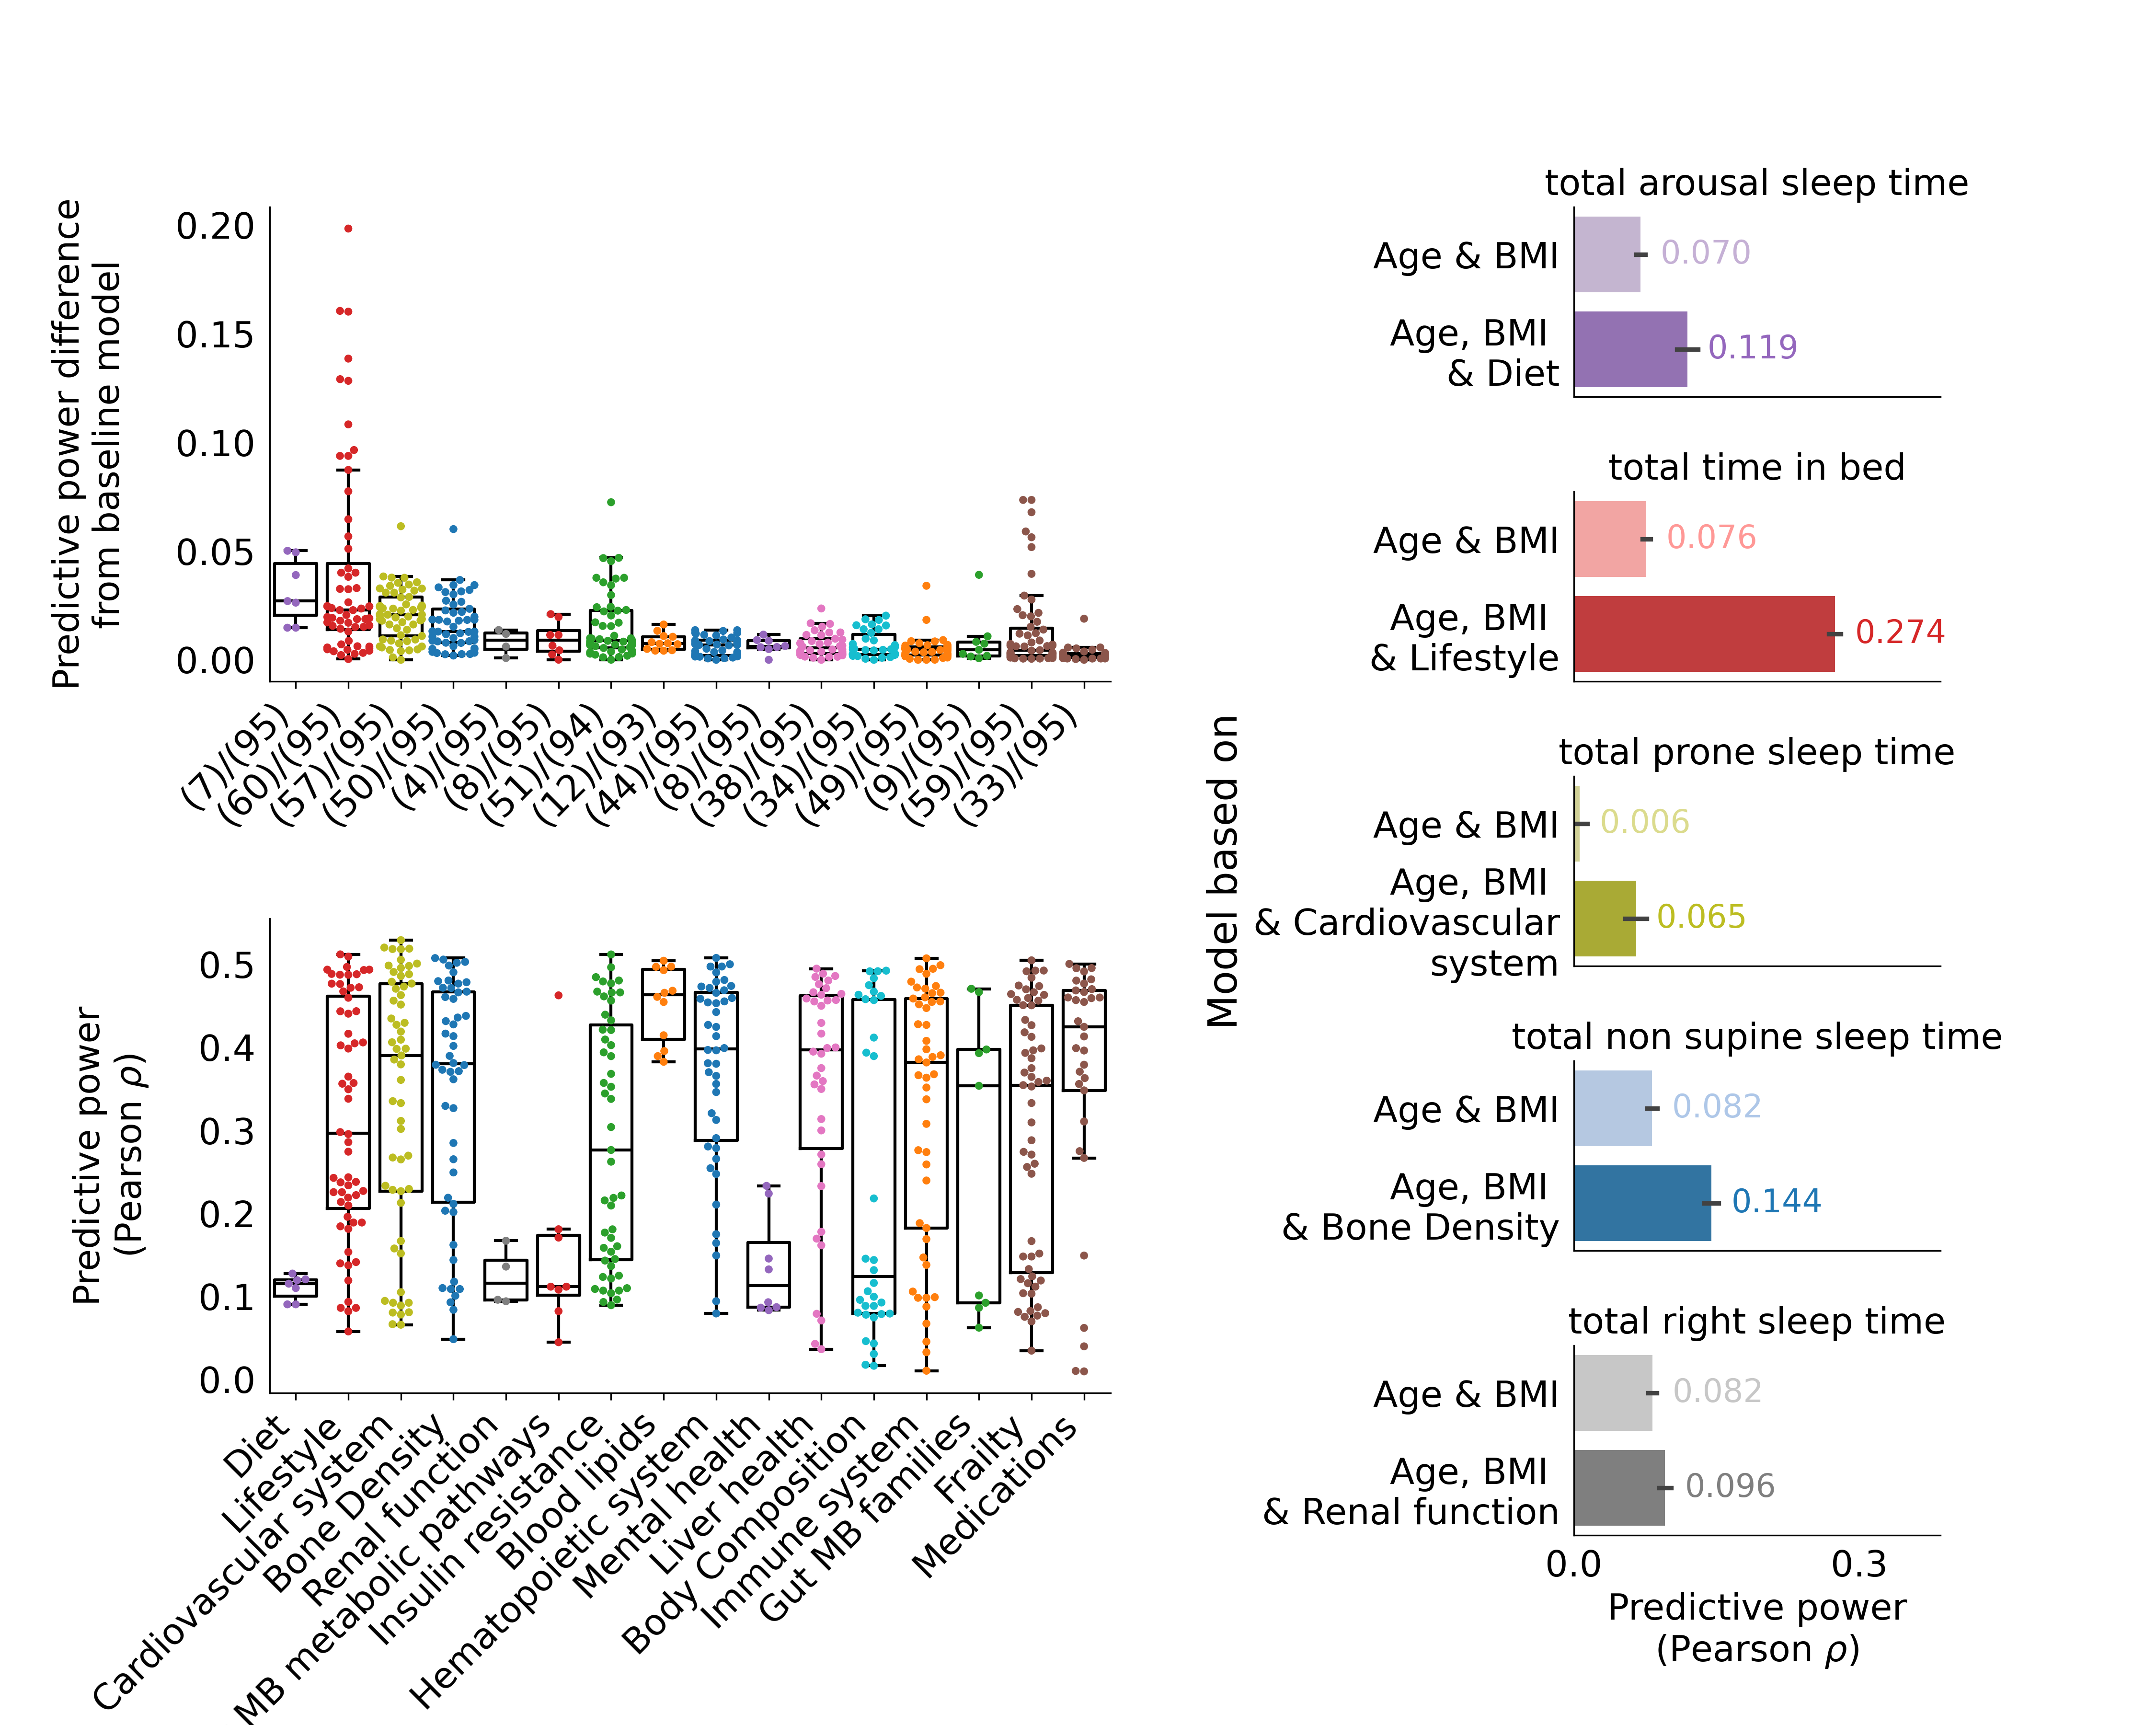 Predictive power difference
from baseline model
0.20
0.15
0.10
0.05
0.00
(7)/(95)
(60)/(95)
(57)/(95)
(50)/(95)
(4)/(95)
(8)/(95)
(51)/(94)
(12)/(93)
(44)/(95)
(8)/(95)
(38)/(95)
(34)/(95)
(49)/(95)
(9)/(95)
(59)/(95)
(33)/(95)
Predictive power
(Pearson ρ)
0.5
0.4
0.3
0.2
0.1
0.0
Diet
Lifestyle
Cardiovascular system
Bone Density
Renal function
MB metabolic pathways
Insulin resistance
Blood lipids
Hematopoietic system
Mental health
Liver health
Body Composition
Immune system
Gut MB families
Frailty
Medications
Model based on
total arousal sleep time
Age & BMI
0.070
Age, BMI
& Diet
0.119
total time in bed
Age & BMI
0.076
Age, BMI
& Lifestyle
0.274
total prone sleep time
Age & BMI
0.006
Age, BMI
& Cardiovascular
system
0.065
total non supine sleep time
Age & BMI
0.082
Age, BMI
& Bone Density
0.144
total right sleep time
Age & BMI
0.082
Age, BMI
& Renal function
0.096
0.0
0.3
Predictive power
(Pearson ρ)